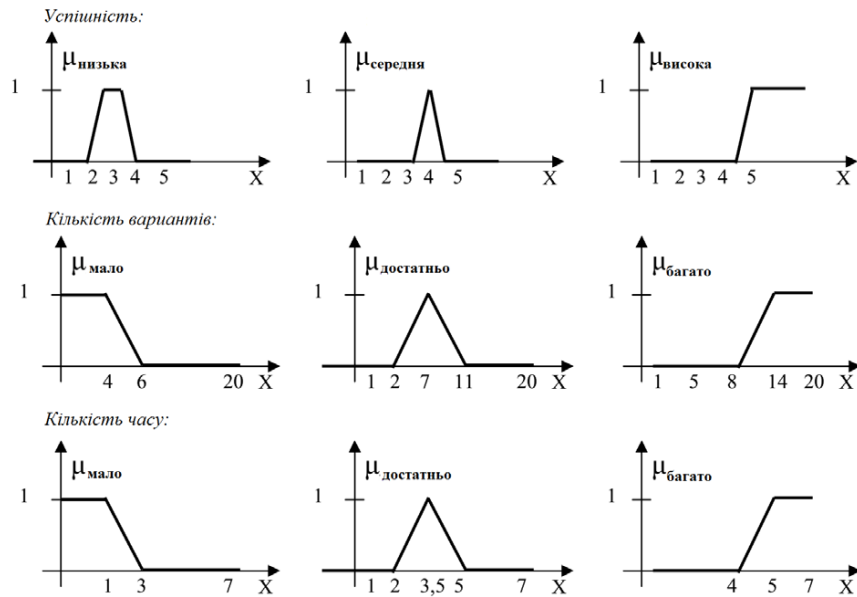 Успішність:
μнизька μсередня μвисока
1 1 1
1 2 3 4 5 X 1 2 3 4 5 X 1 2 3 4 5 X
Кількість вариантів:
μмало μдостатньо μбагато
1 1 1
4 6 20 X 1 2 7 11 20 X 1 5 8 14 20 X
Кількість часу:
μмало μдостатньо μбагато
1 1 1
1 3 7 X 1 2 3,5 5 7 X 4 5 7 X